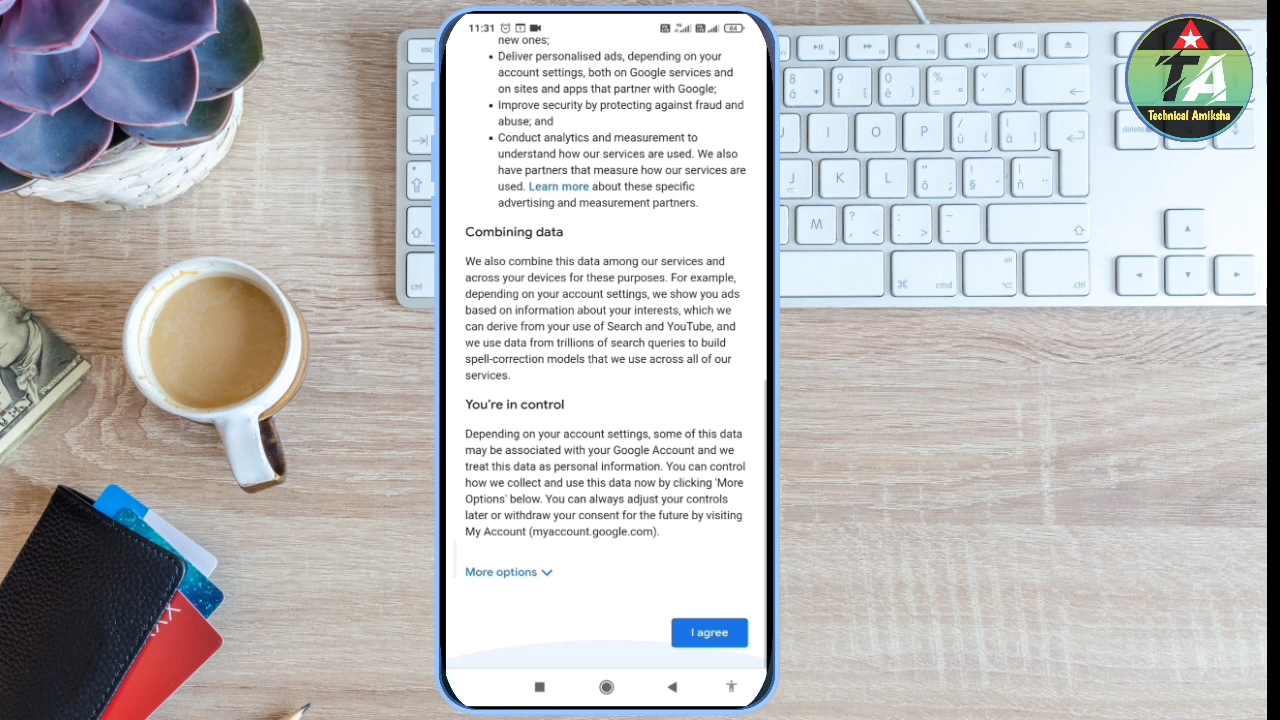 11:31
64
new ones;
• Deliver personalised ads, depending on your
account settings, both on Google services and
on sites and apps that partner with Google;
• Improve security by protecting against fraud and
abuse; and
• Conduct analytics and measurement to
understand how our services are used. We also
have partners that measure how our services are
used. Learn more about these specific
advertising and measurement partners.
Combining data
We also combine this data among our services and
across your devices for these purposes. For example,
depending on your account settings, we show you ads
based on information about your interests, which we
can derive from your use of Search and YouTube, and
we use data from trillions of search queries to build
spell-correction models that we use across all of our
services.
You're in control
Depending on your account settings, some of this data
may be associated with your Google Account and we
treat this data as personal information. You can control
how we collect and use this data now by clicking 'More
Options' below. You can always adjust your controls
later or withdraw your consent for the future by visiting
My Account (myaccount.google.com).
More options
I agree
TA
Technical Amiksha
esc
ctrl
delete
I O P
J K L
M
cmd
alt
ctrl